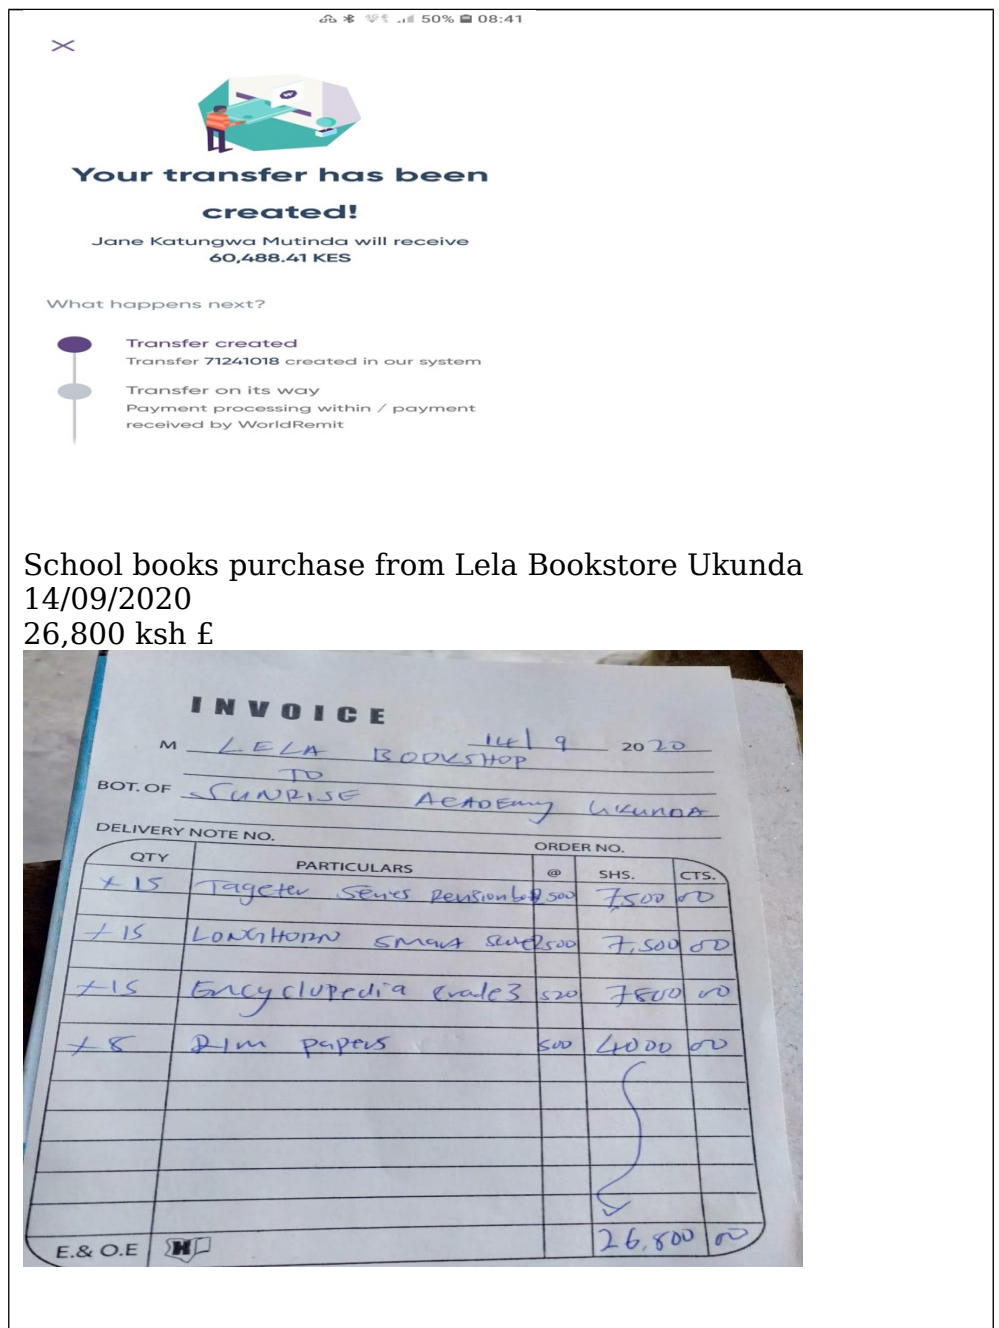 50% 08:41
Your transfer has been
created!
Jane Katungwa Mutinda will receive
60,488.41 KES
What happens next?
Transfer created
Transfer 71241018 created in our system
Transfer on its way
Payment processing within / payment
received by WorldRemit
School books purchase from Lela Bookstore Ukunda
14/09/2020
26,800 ksh £
INVOICE
14/9 2020
M LELA BOOKSHOP
TO
BOT. OF SUNRISE ACADEMY UKUNDA
DELIVERY NOTE NO. ORDER NO.
QTY PARTICULARS @ SHS. CTS.
x 15 Tageter Series Revision 500 7,500 00
x 15 LONGHORN smart 500 7,500 00
x 15 Encyclopedia Grade 3 520 7800 00
x 8 Rim papers 500 4000 00
26,800 00
E.& O.E H